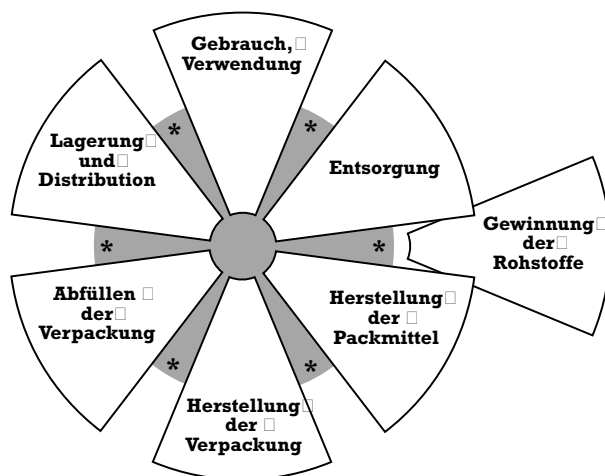 Gebrauch,
Verwendung
*
*
Lagerung
und
Distribution
Entsorgung
*
*
Gewinnung
der
Rohstoffe
Abfüllen
der
Verpackung
Herstellung
der
Packmittel
*
*
Herstellung
der
Verpackung